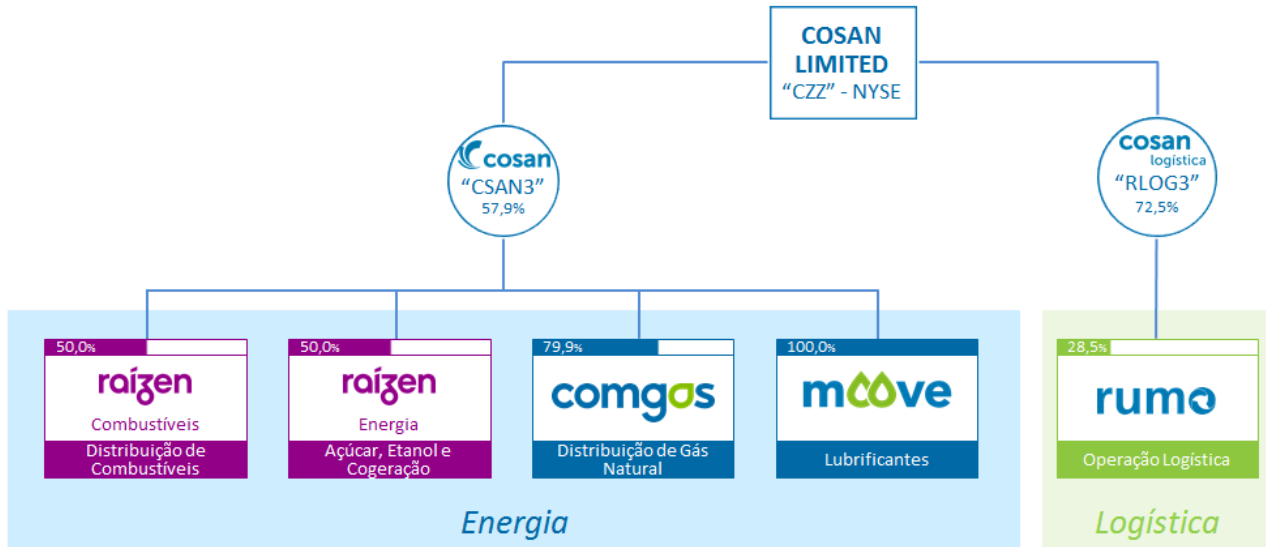 COSAN
LIMITED
“CZZ” - NYSE
cosan
“CSAN3”
57,9%
cosan
logística
“RLOG3”
72,5%
50,0%
raízen
Combustíveis
Distribuição de
Combustíveis
50,0%
raízen
Energia
Açúcar, Etanol e
Cogeração
79,9%
comgas
Distribuição de Gás
Natural
100,0%
moove
Lubrificantes
28,5%
rumo
Operação Logística
Energia
Logística